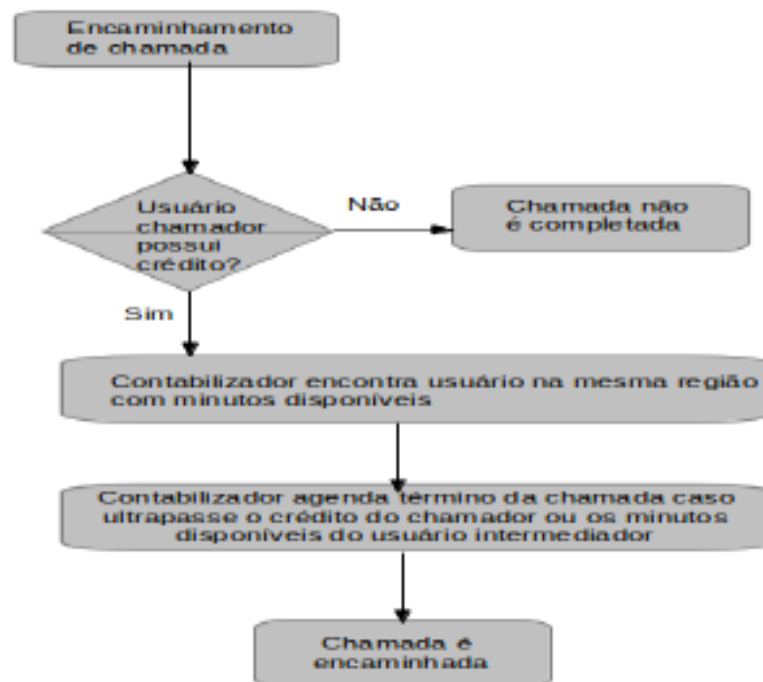 Encaminhamento
de chamada
Usuário
chamador
possui
crédito?
Não
Chamada não
é completada
Sim
Contabilizador encontra usuário na mesma região
com minutos disponíveis
Contabilizador agenda término da chamada caso
ultrapasse o crédito do chamador ou os minutos
disponíveis do usuário intermediador
Chamada é
encaminhada